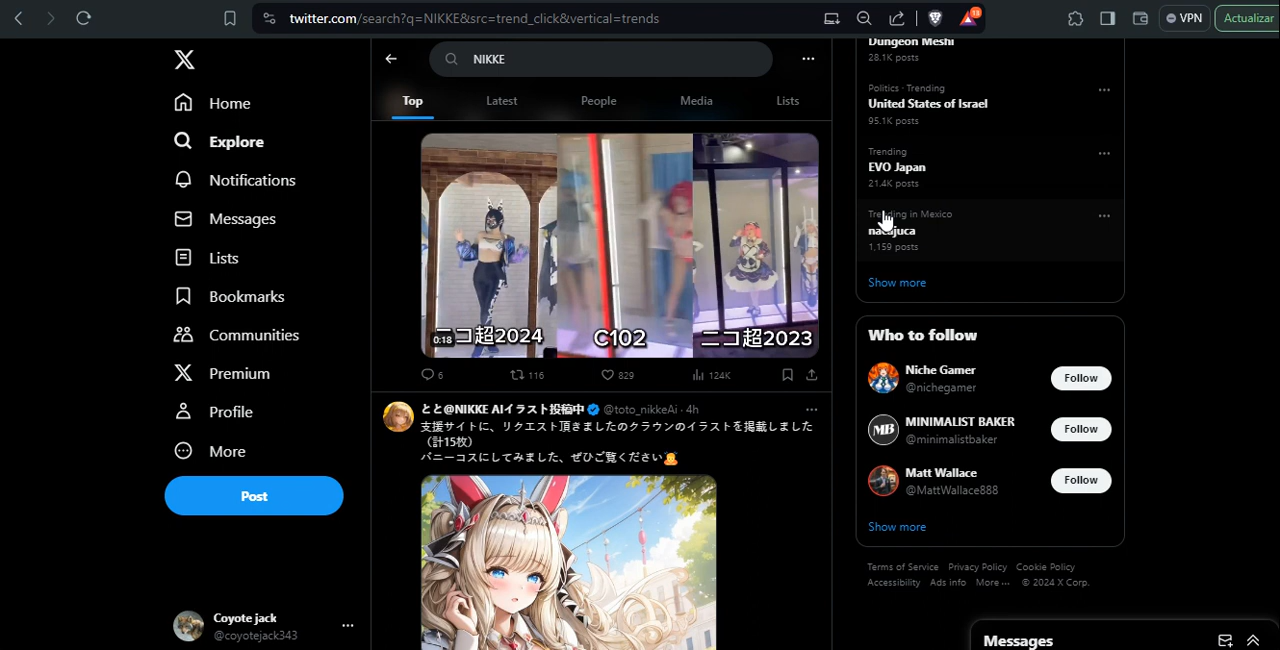 twitter.com/search?q=NIKKE&src=trend_click&vertical=trends
18
VPN
Actualizar
Home
Explore
Notifications
Messages
Lists
Bookmarks
Communities
Premium
Profile
More
Post
Coyote jack
@coyotejack343
NIKKE
Top
Latest
People
Media
Lists
0:18
ニコ超2024
C102
ニコ超2023
6
116
829
124K
とと@NIKKE AIイラスト投稿中 @toto_nikkeAi · 4h
支援サイトに、リクエスト頂きましたのクラウンのイラストを掲載しました
（計15枚）
バニーコスにしてみました、ぜひご覧ください🙇
Dungeon Meshi
28.1K posts
Politics · Trending
United States of Israel
95.1K posts
Trending
EVO Japan
21.4K posts
Trending in Mexico
nacajuca
1,159 posts
Show more
Who to follow
Niche Gamer
@nichegamer
Follow
MB
MINIMALIST BAKER
@minimalistbaker
Follow
Matt Wallace
@MattWallace888
Follow
Show more
Terms of Service Privacy Policy Cookie Policy
Accessibility Ads info More ··· © 2024 X Corp.
Messages